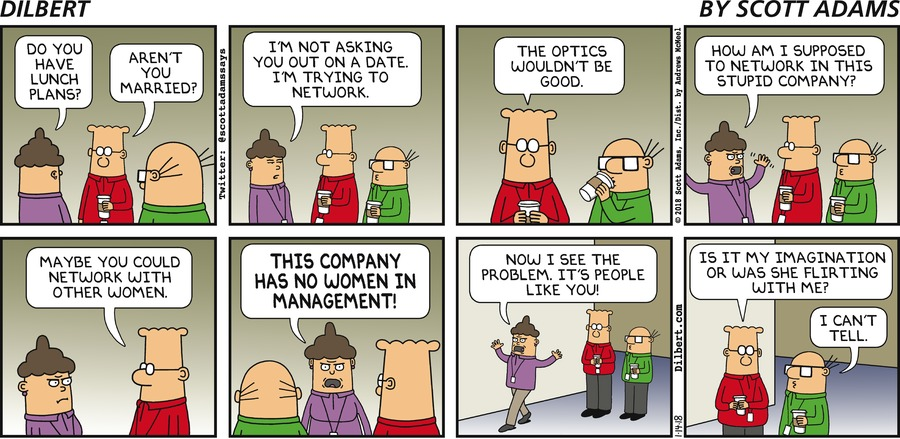 DILBERT
BY SCOTT ADAMS
DO YOU
HAVE
LUNCH
PLANS?
AREN'T
YOU
MARRIED?
Twitter: @scottadamssays
I'M NOT ASKING
YOU OUT ON A DATE.
I'M TRYING TO
NETWORK.
THE OPTICS
WOULDN'T BE
GOOD.
© 2018 Scott Adams, Inc./Dist. by Andrews McMeel
HOW AM I SUPPOSED
TO NETWORK IN THIS
STUPID COMPANY?
MAYBE YOU COULD
NETWORK WITH
OTHER WOMEN.
THIS COMPANY
HAS NO WOMEN IN
MANAGEMENT!
NOW I SEE THE
PROBLEM. IT'S PEOPLE
LIKE YOU!
Dilbert.com
1-14-18
IS IT MY IMAGINATION
OR WAS SHE FLIRTING
WITH ME?
I CAN'T
TELL.